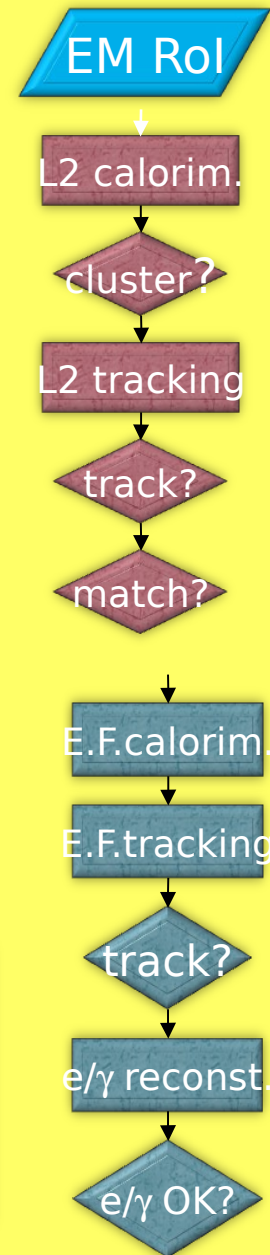 EM RoI
L2 calorim.
cluster?
L2 tracking
track?
match?
E.F.calorim.
E.F.tracking
track?
e/γ reconst.
e/γ OK?